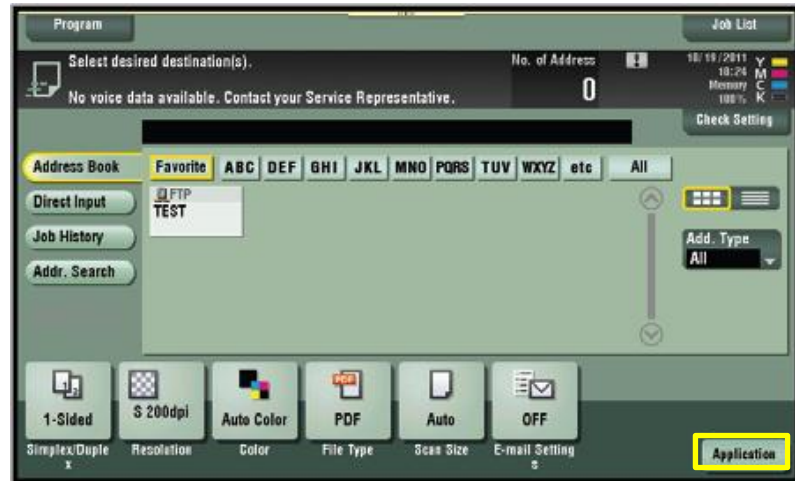 Program
Job List
Select desired destination(s).
No. of Address
0
No voice data available. Contact your Service Representative.
10/19/2011
18:24
Memory
100%
Y
M
C
K
Check Setting
Address Book
Favorite ABC DEF GHI JKL MNO PQRS TUV WXYZ etc All
Direct Input
FTP
TEST
Job History
Add. Type
All
Addr. Search
1-Sided
S 200dpi
Auto Color
PDF
PDF
Auto
OFF
Simplex/Duple
x
Resolution
Color
File Type
Scan Size
E-mail Setting
s
Application